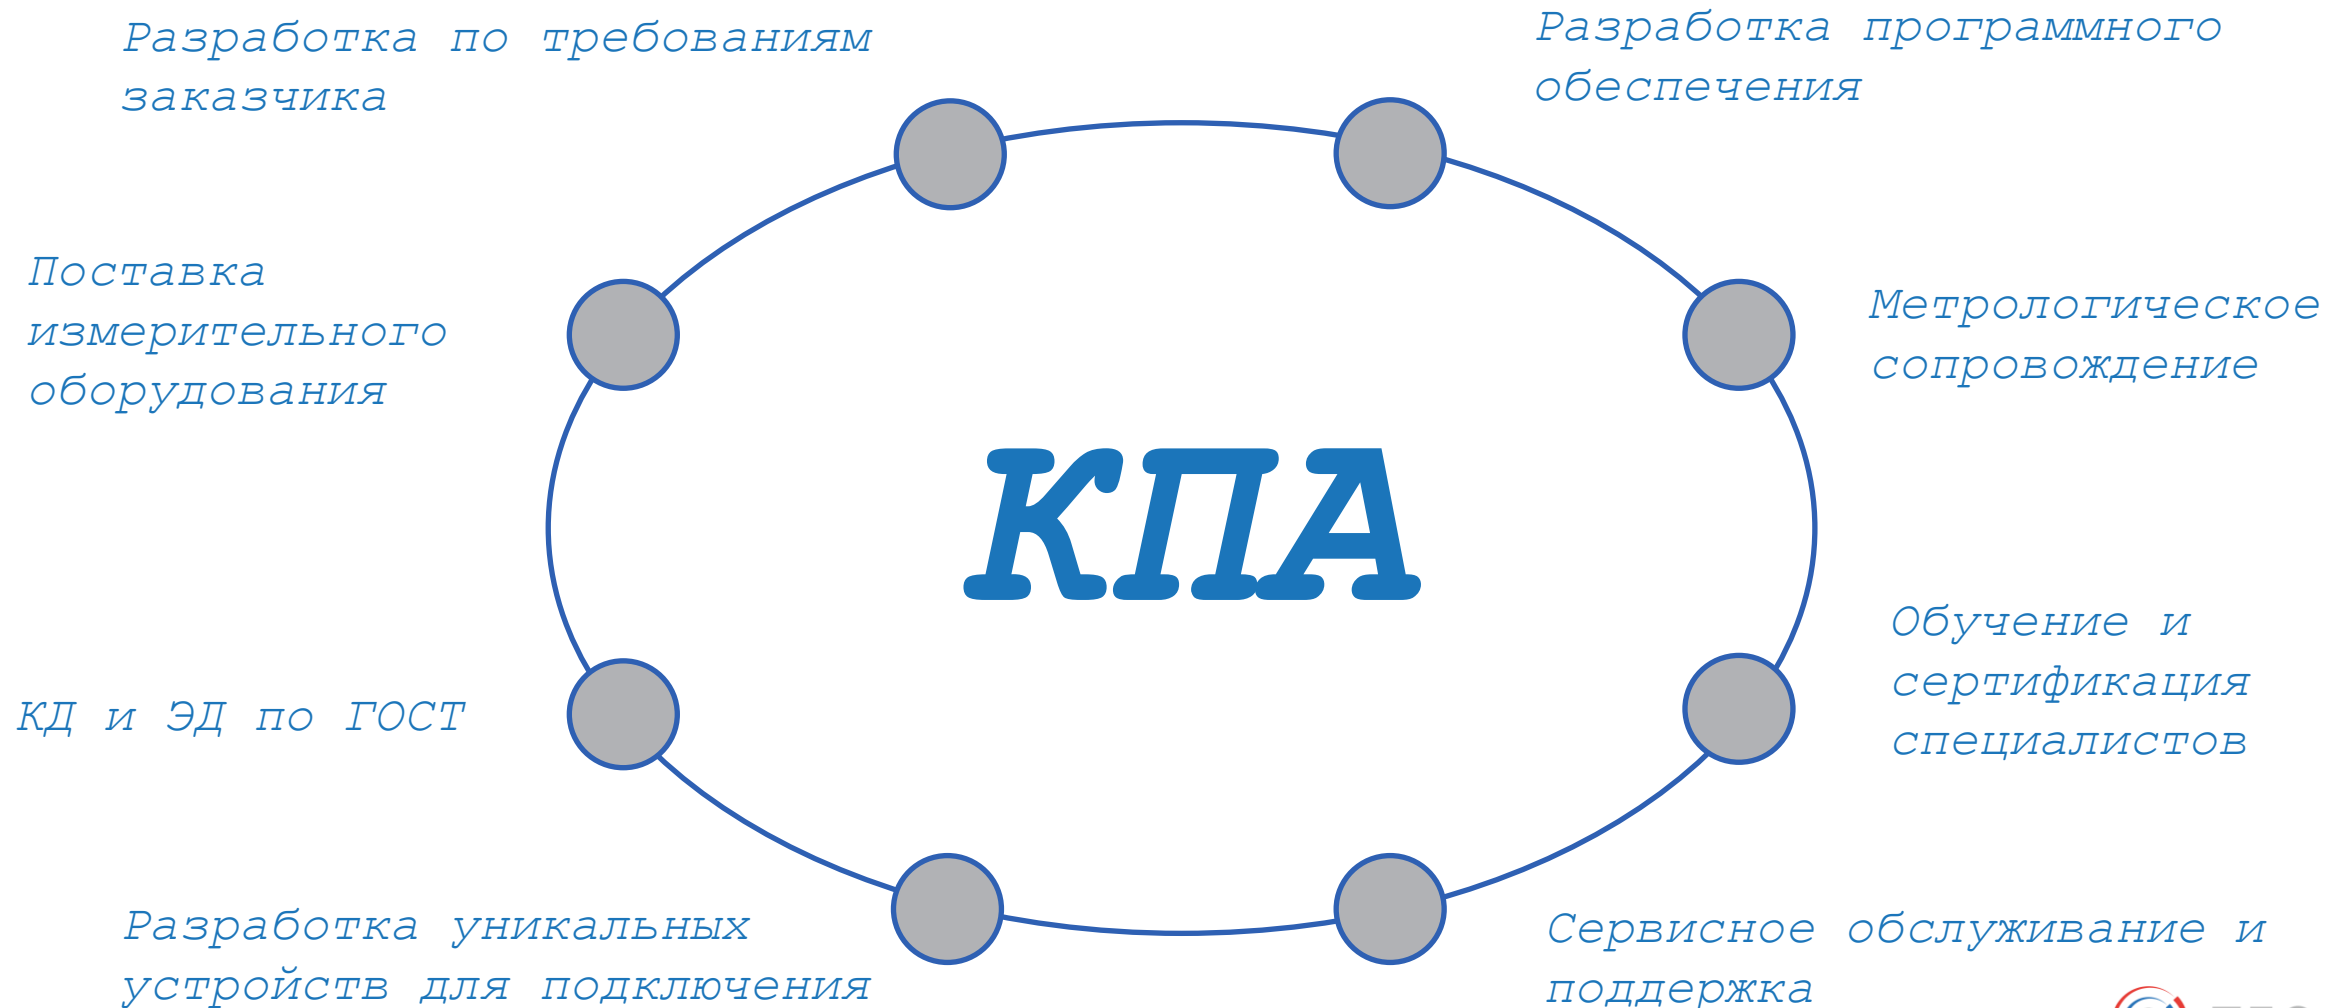 Разработка по требованиям
заказчика
Разработка программного
обеспечения
Поставка
измерительного
оборудования
Метрологическое
сопровождение
КПА
Обучение и
сертификация
специалистов
КД и ЭД по ГОСТ
Разработка уникальных
устройств для подключения
Сервисное обслуживание и
поддержка